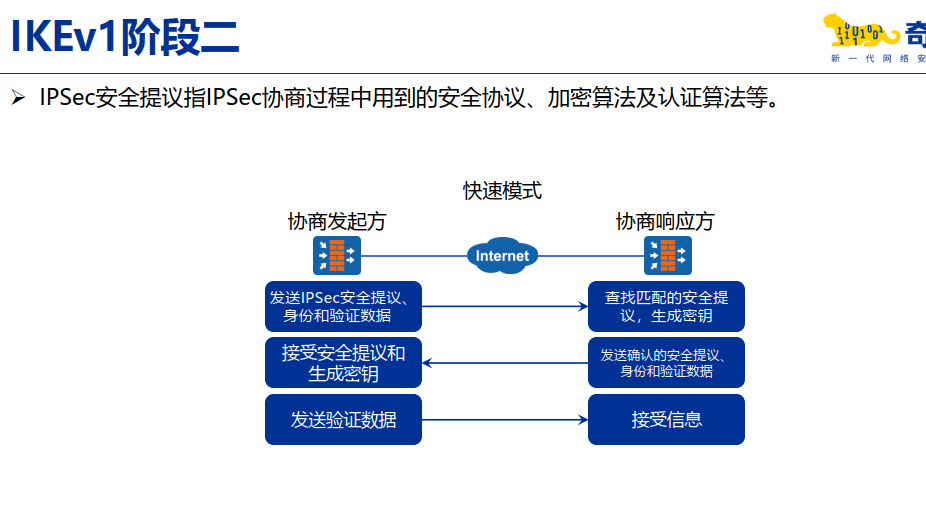 IKEv1阶段二
奇
新一代网络安
➢ IPSec安全提议指IPSec协商过程中用到的安全协议、加密算法及认证算法等。
快速模式
协商发起方
协商响应方
Internet
发送IPSec安全提议、
身份和验证数据
查找匹配的安全提
议，生成密钥
接受安全提议和
生成密钥
发送确认的安全提议、
身份和验证数据
发送验证数据
接受信息